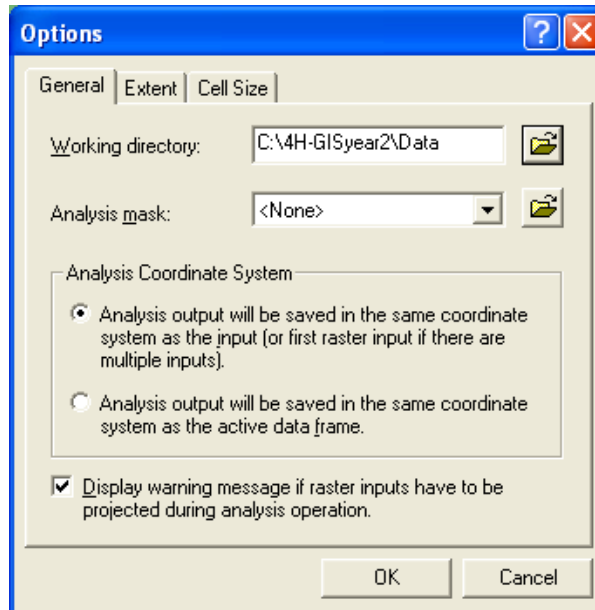 Options
General Extent Cell Size
Working directory: C:\4H-GISyear2\Data
Analysis mask: <None>
Analysis Coordinate System
Analysis output will be saved in the same coordinate
system as the input (or first raster input if there are
multiple inputs).
Analysis output will be saved in the same coordinate
system as the active data frame.
Display warning message if raster inputs have to be
projected during analysis operation.
OK Cancel